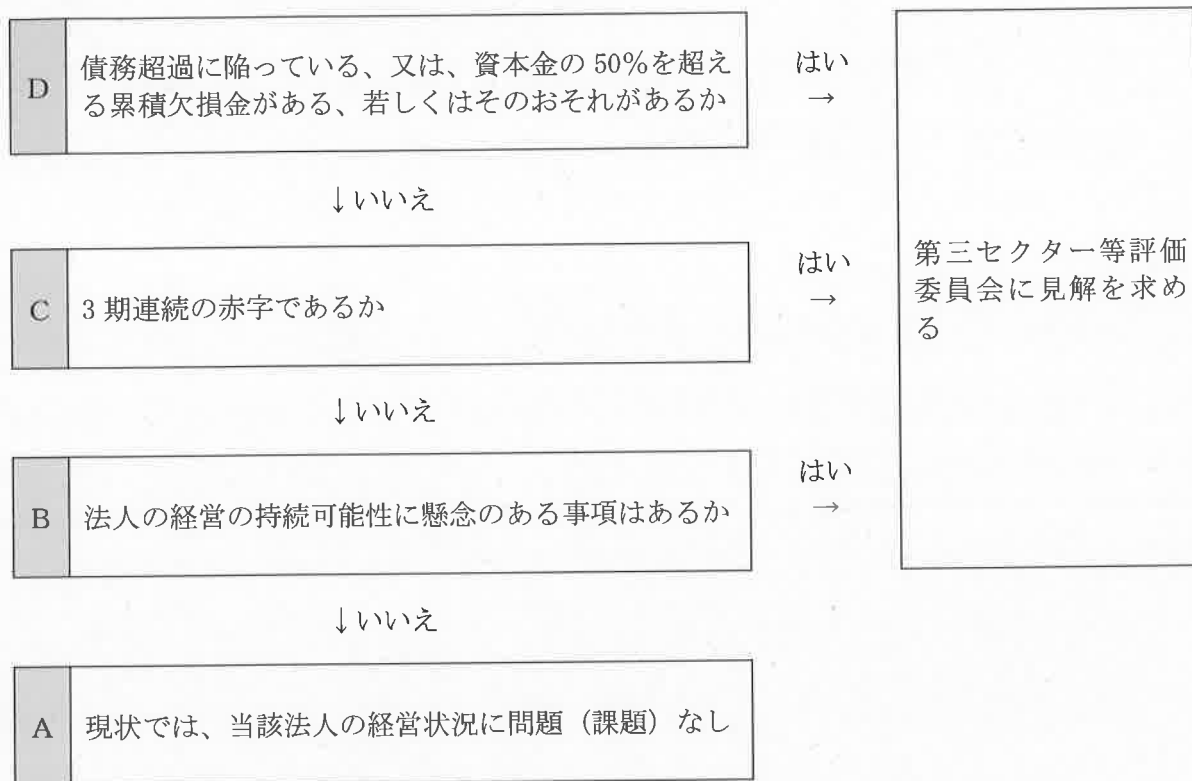 D
債務超過に陥っている、又は、資本金の 50%を超え
る累積欠損金がある、若しくはそのおそれがあるか
はい
→
↓いいえ
C
3 期連続の赤字であるか
はい
→
第三セクター等評価
委員会に見解を求め
る
↓いいえ
B
法人の経営の持続可能性に懸念のある事項はあるか
はい
→
↓いいえ
A
現状では、当該法人の経営状況に問題（課題）なし